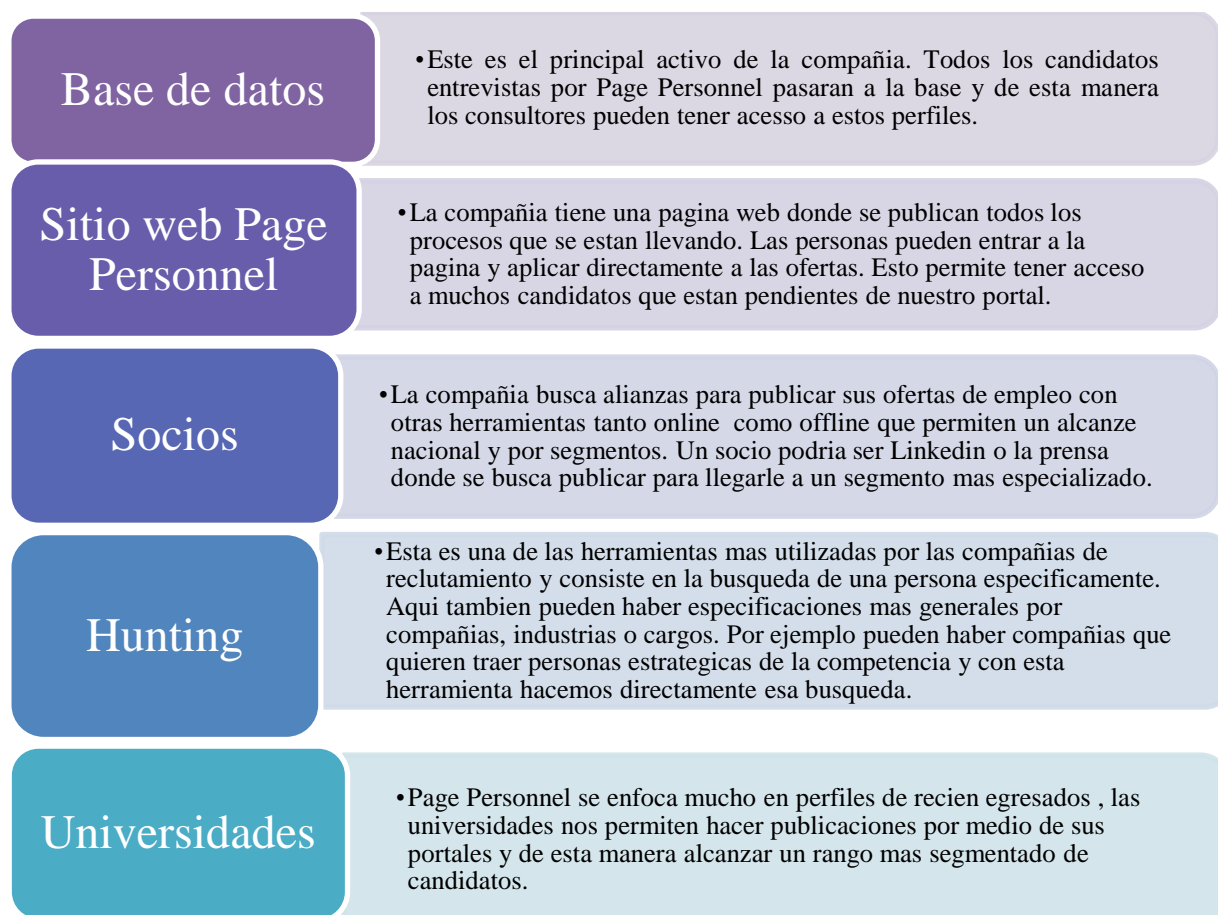 Base de datos
•Este es el principal activo de la compañia. Todos los candidatos
entrevistas por Page Personnel pasaran a la base y de esta manera
los consultores pueden tener acesso a estos perfiles.
Sitio web Page
Personnel
•La compañia tiene una pagina web donde se publican todos los
procesos que se estan llevando. Las personas pueden entrar a la
pagina y aplicar directamente a las ofertas. Esto permite tener acceso
a muchos candidatos que estan pendientes de nuestro portal.
Socios
•La compañia busca alianzas para publicar sus ofertas de empleo con
otras herramientas tanto online como offline que permiten un alcanze
nacional y por segmentos. Un socio podria ser Linkedin o la prensa
donde se busca publicar para llegarle a un segmento mas especializado.
Hunting
•Esta es una de las herramientas mas utilizadas por las compañias de
reclutamiento y consiste en la busqueda de una persona especificamente.
Aqui tambien pueden haber especificaciones mas generales por
compañias, industrias o cargos. Por ejemplo pueden haber compañias que
quieren traer personas estrategicas de la competencia y con esta
herramienta hacemos directamente esa busqueda.
Universidades
•Page Personnel se enfoca mucho en perfiles de recien egresados , las
universidades nos permiten hacer publicaciones por medio de sus
portales y de esta manera alcanzar un rango mas segmentado de
candidatos.